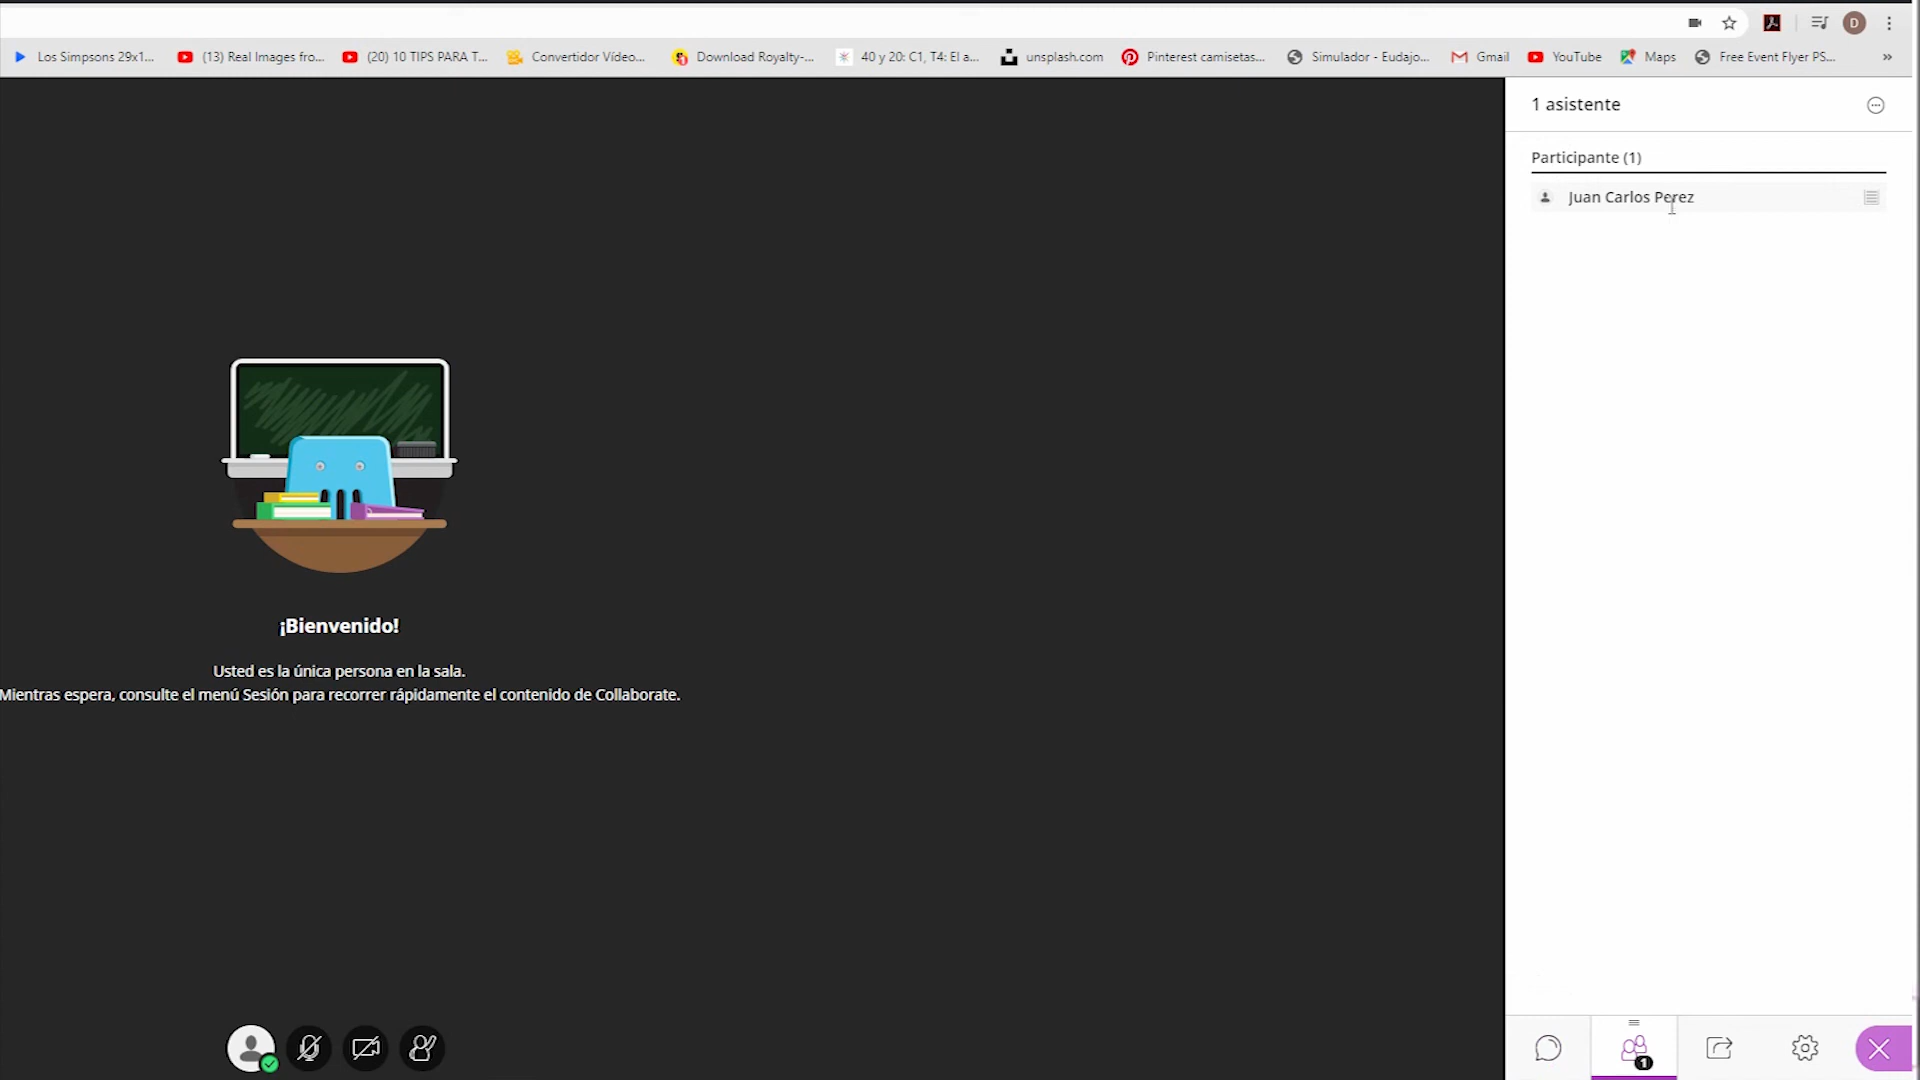 D
Los Simpsons 29x1...
(13) Real Images fro...
(20) 10 TIPS PARA T...
Convertidor Vídeo...
Download Royalty-...
40 y 20: C1, T4: El a...
unsplash.com
Pinterest camisetas...
Simulador - Eudajo...
Gmail
YouTube
Maps
Free Event Flyer PS...
»
1 asistente
Participante (1)
Juan Carlos Perez
¡Bienvenido!
Usted es la única persona en la sala.
Mientras espera, consulte el menú Sesión para recorrer rápidamente el contenido de Collaborate.
1